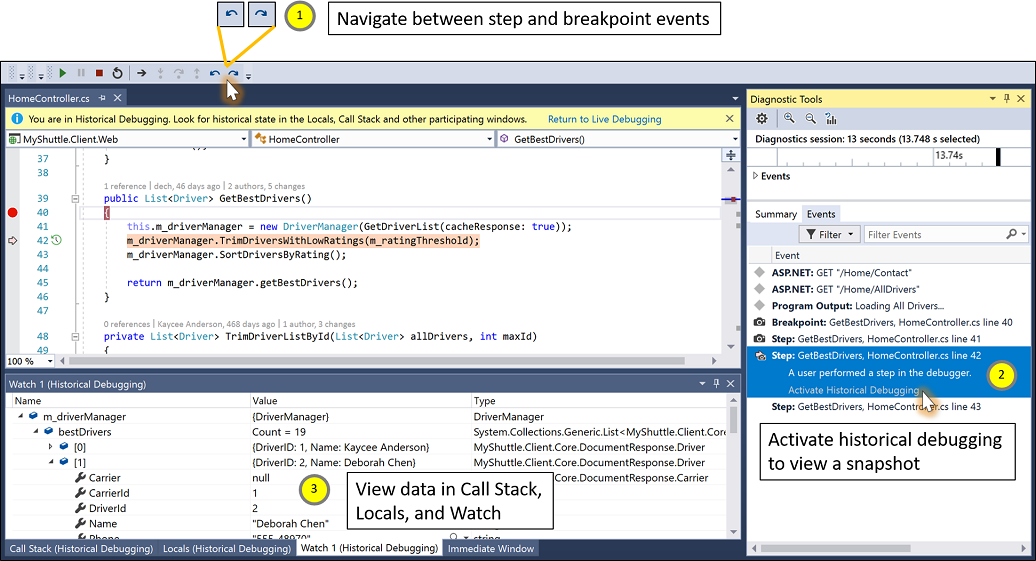 1
Navigate between step and breakpoint events
HomeController.cs
You are in Historical Debugging. Look for historical state in the Locals, Call Stack and other participating windows. Return to Live Debugging
MyShuttle.Client.Web HomeController GetBestDrivers()
37 }
38
1 reference | dech, 46 days ago | 2 authors, 5 changes
39 public List<Driver> GetBestDrivers()
40 {
41 this.m_driverManager = new DriverManager(GetDriverList(cacheResponse: true));
42 m_driverManager.TrimDriversWithLowRatings(m_ratingThreshold);
43 m_driverManager.SortDriversByRating();
44
45 return m_driverManager.getBestDrivers();
46 }
47
0 references | Kaycee Anderson, 468 days ago | 1 author, 3 changes
48 private List<Driver> TrimDriverListById(List<Driver> allDrivers, int maxId)
49 {
100 %
Watch 1 (Historical Debugging)
Name Value Type
m_driverManager {DriverManager} DriverManager
bestDrivers Count = 19 System.Collections.Generic.List<MyShuttle.Client.Core
[0] {DriverID: 1, Name: Kaycee Anderson} MyShuttle.Client.Core.DocumentResponse.Driver
[1] {DriverID: 2, Name: Deborah Chen} MyShuttle.Client.Core.DocumentResponse.Driver
Carrier null .Core.DocumentResponse.Carrier
CarrierId 1
DriverId 2
Name "Deborah Chen"
Phone "555-48970" string
3
View data in Call Stack,
Locals, and Watch
Call Stack (Historical Debugging) Locals (Historical Debugging) Watch 1 (Historical Debugging) Immediate Window
Diagnostic Tools
Diagnostics session: 13 seconds (13.748 s selected)
13.74s
Events
Summary Events
Filter Filter Events
Event
ASP.NET: GET "/Home/Contact"
ASP.NET: GET "/Home/AllDrivers"
Program Output: Loading All Drivers...
Breakpoint: GetBestDrivers, HomeController.cs line 40
Step: GetBestDrivers, HomeController.cs line 41
Step: GetBestDrivers, HomeController.cs line 42
A user performed a step in the debugger.
Activate Historical Debugging
2
Step: GetBestDrivers, HomeController.cs line 43
Activate historical debugging
to view a snapshot